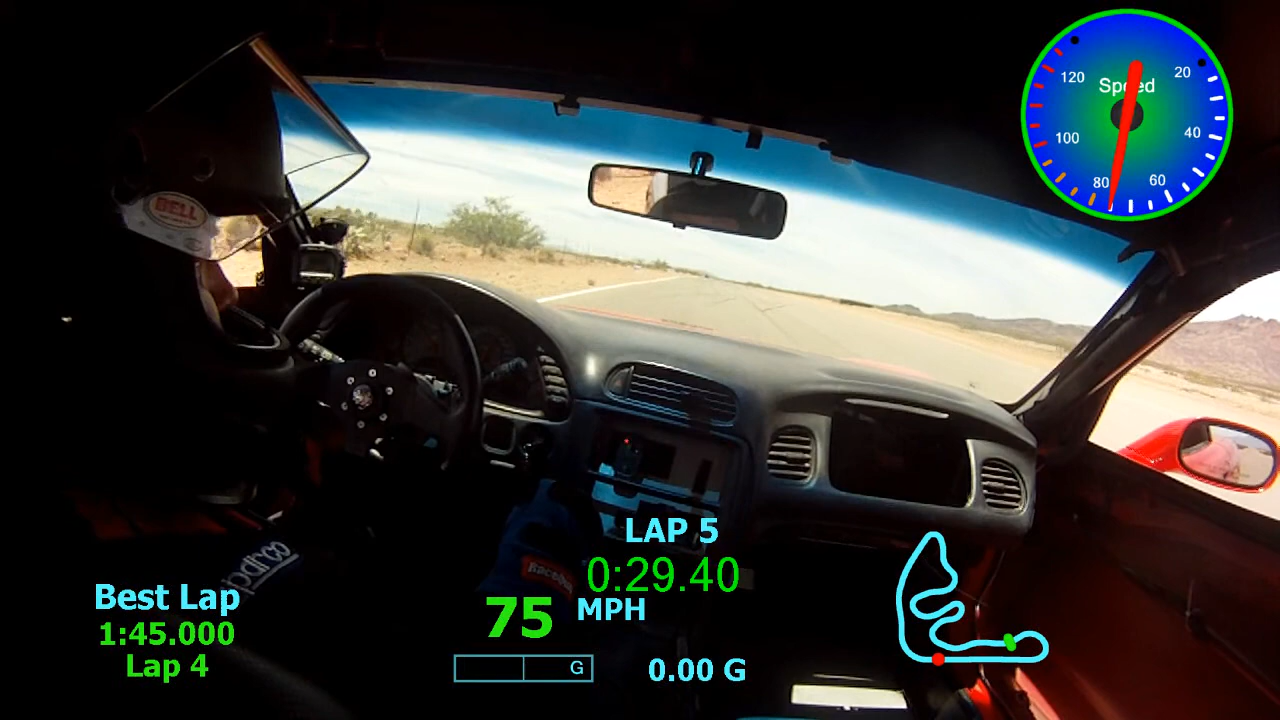 120
Speed
20
100
40
80
60
BELL
LAP 5
0:29.40
Best Lap
1:45.000
Lap 4
75 MPH
G
0.00 G